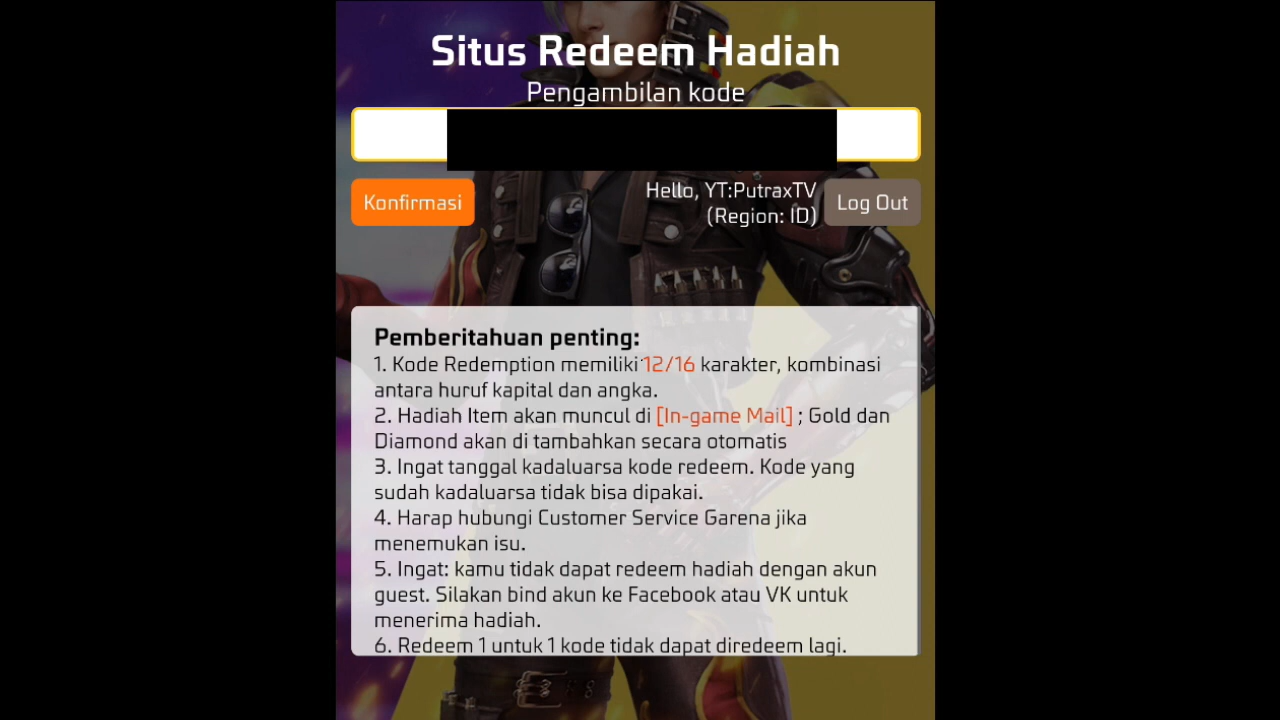 Situs Redeem Hadiah
Pengambilan kode
Konfirmasi
Hello, YT:PutraxTV
(Region: ID)
Log Out
Pemberitahuan penting:
1. Kode Redemption memiliki 12/16 karakter, kombinasi
antara huruf kapital dan angka.
2. Hadiah Item akan muncul di [In-game Mail] ; Gold dan
Diamond akan di tambahkan secara otomatis
3. Ingat tanggal kadaluarsa kode redeem. Kode yang
sudah kadaluarsa tidak bisa dipakai.
4. Harap hubungi Customer Service Garena jika
menemukan isu.
5. Ingat: kamu tidak dapat redeem hadiah dengan akun
guest. Silakan bind akun ke Facebook atau VK untuk
menerima hadiah.
6. Redeem 1 untuk 1 kode tidak dapat diredeem lagi.